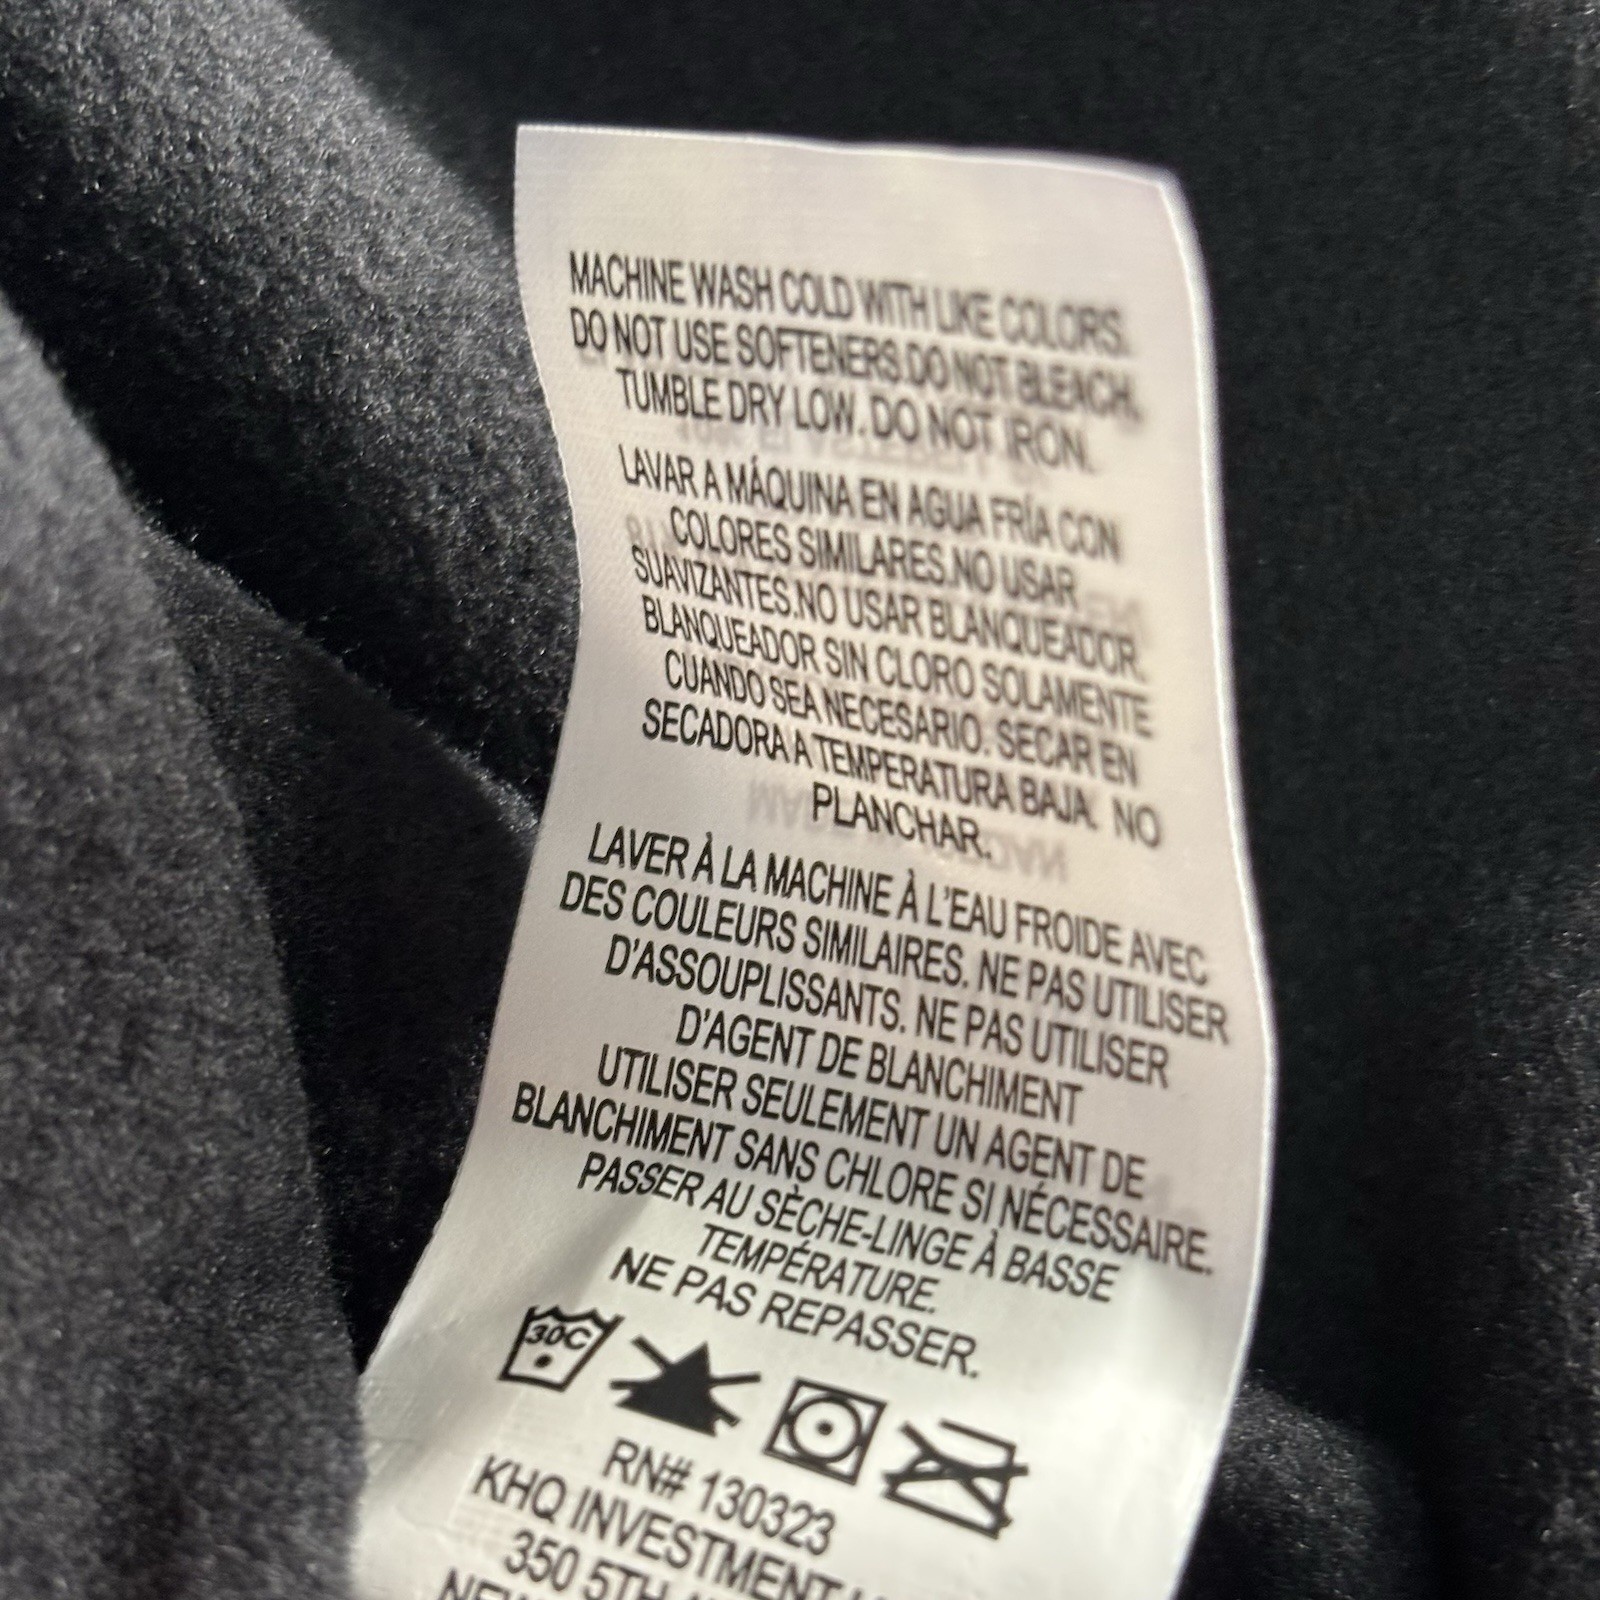 MACHINE WASH COLD WITH LIKE COLORS.
DO NOT USE SOFTENERS.DO NOT BLEACH.
TUMBLE DRY LOW. DO NOT IRON.
LAVAR A MÁQUINA EN AGUA FRÍA CON
COLORES SIMILARES.NO USAR
SUAVIZANTES.NO USAR BLANQUEADOR.
BLANQUEADOR SIN CLORO SOLAMENTE
CUANDO SEA NECESARIO. SECAR EN
SECADORA A TEMPERATURA BAJA. NO
PLANCHAR.
LAVER À LA MACHINE À L'EAU FROIDE AVEC
DES COULEURS SIMILAIRES. NE PAS UTILISER
D'ASSOUPLISSANTS. NE PAS UTILISER
D'AGENT DE BLANCHIMENT
UTILISER SEULEMENT UN AGENT DE
BLANCHIMENT SANS CHLORE SI NÉCESSAIRE.
PASSER AU SÈCHE-LINGE À BASSE
TEMPÉRATURE.
NE PAS REPASSER.
30C
RN# 130323
KHQ INVESTMENT
350 5TH
NEW